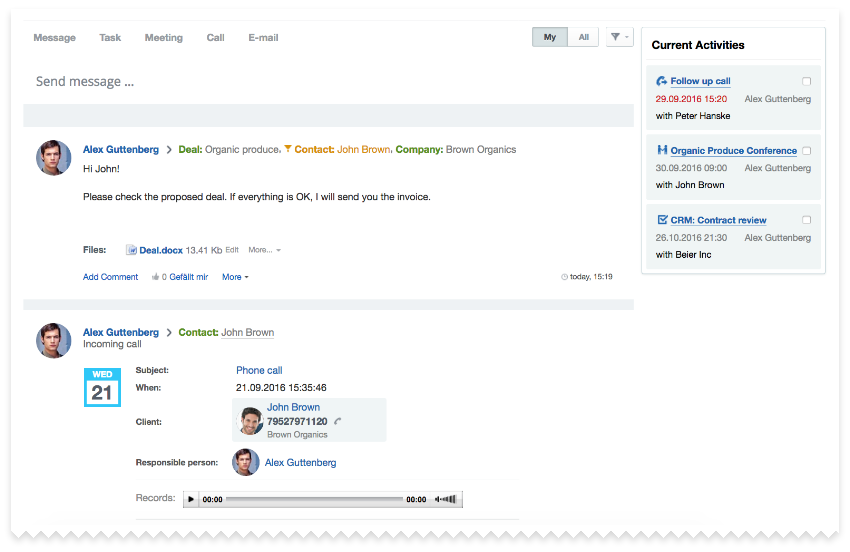 Message Task Meeting Call E-mail
My All
Send message ...
Alex Guttenberg Deal: Organic produce, Contact: John Brown, Company: Brown Organics
Hi John!
Please check the proposed deal. If everything is OK, I will send you the invoice.
Files: Deal.docx 13.41 Kb Edit More...
Add Comment 0 Gefällt mir More today, 15:19
Alex Guttenberg Contact: John Brown
Incoming call
WED
21
Subject: Phone call
When: 21.09.2016 15:35:46
Client: John Brown
79527971120
Brown Organics
Responsible person: Alex Guttenberg
Records: 00:00 00:00
Current Activities
Follow up call
29.09.2016 15:20 Alex Guttenberg
with Peter Hanske
Organic Produce Conference
30.09.2016 09:00 Alex Guttenberg
with John Brown
CRM: Contract review
26.10.2016 21:30 Alex Guttenberg
with Beier Inc